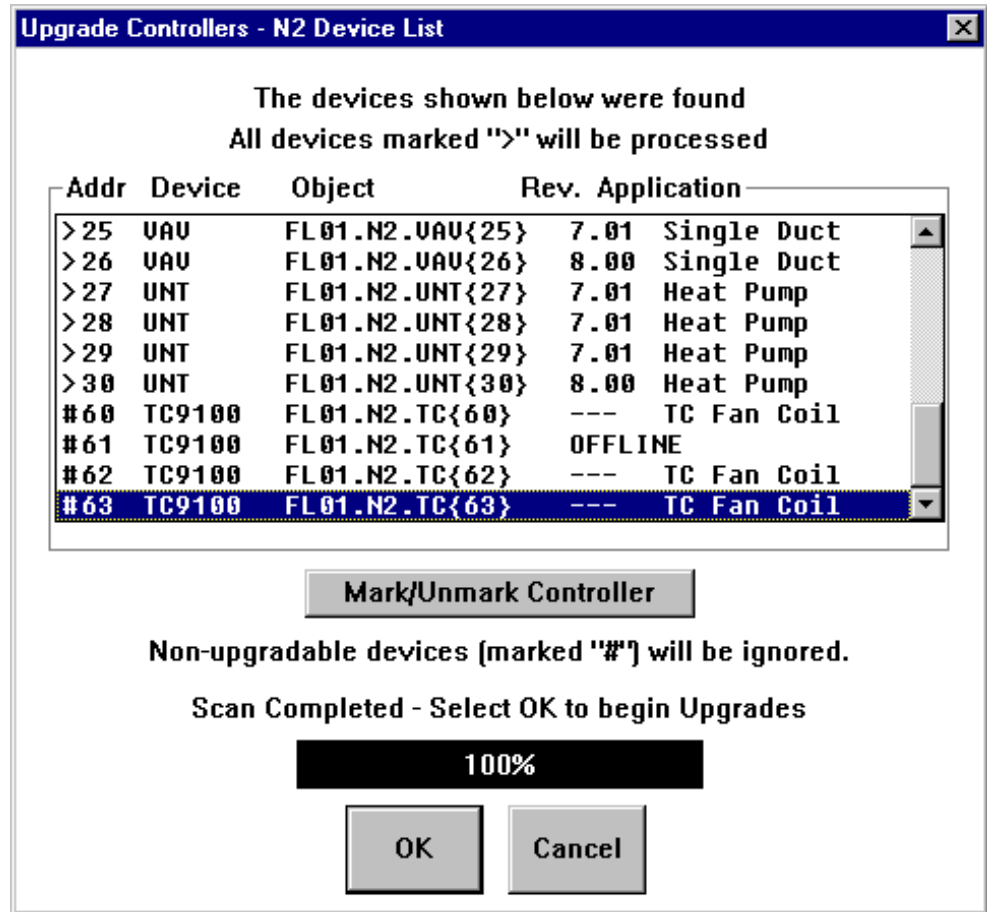 Upgrade Controllers - N2 Device List
The devices shown below were found
All devices marked ">" will be processed
Addr Device Object Rev. Application
>25 VAV FL01.N2.VAV{25} 7.01 Single Duct
>26 VAV FL01.N2.VAV{26} 8.00 Single Duct
>27 UNT FL01.N2.UNT{27} 7.01 Heat Pump
>28 UNT FL01.N2.UNT{28} 7.01 Heat Pump
>29 UNT FL01.N2.UNT{29} 7.01 Heat Pump
>30 UNT FL01.N2.UNT{30} 8.00 Heat Pump
#60 TC9100 FL01.N2.TC{60} --- TC Fan Coil
#61 TC9100 FL01.N2.TC{61} OFFLINE
#62 TC9100 FL01.N2.TC{62} --- TC Fan Coil
#63 TC9100 FL01.N2.TC{63} --- TC Fan Coil
Mark/Unmark Controller
Non-upgradable devices (marked "#") will be ignored.
Scan Completed - Select OK to begin Upgrades
100%
OK Cancel